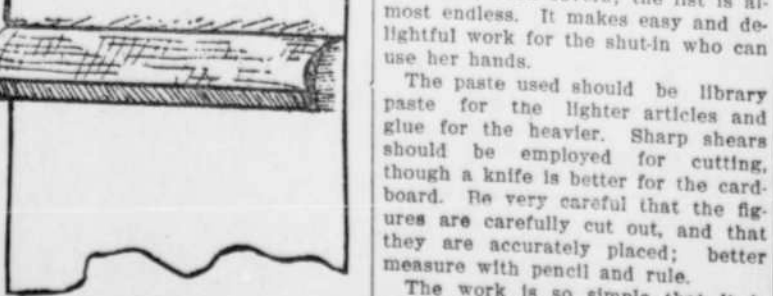 the list is al-
most endless. It makes easy and de-
lightful work for the shut-in who can
use her hands.
The paste used should be library
paste for the lighter articles and
glue for the heavier. Sharp shears
should be employed for cutting,
though a knife is better for the card-
board. Be very careful that the fig-
ures are carefully cut out, and that
they are accurately placed; better
measure with pencil and rule.
The work is so simple that